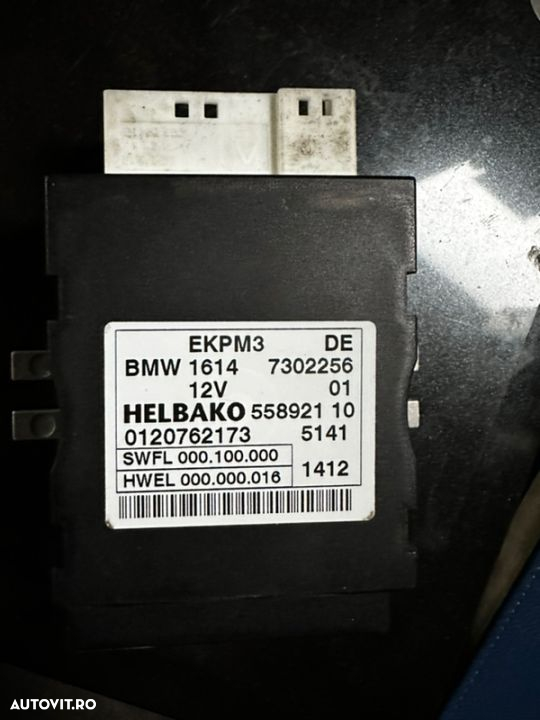 EKPM3 DE
BMW 1614 7302256
12V 01
HELBAKO 558921 10
0120762173 5141
SWFL 000.100.000
HWEL 000.000.016 1412
AUTOVIT.RO